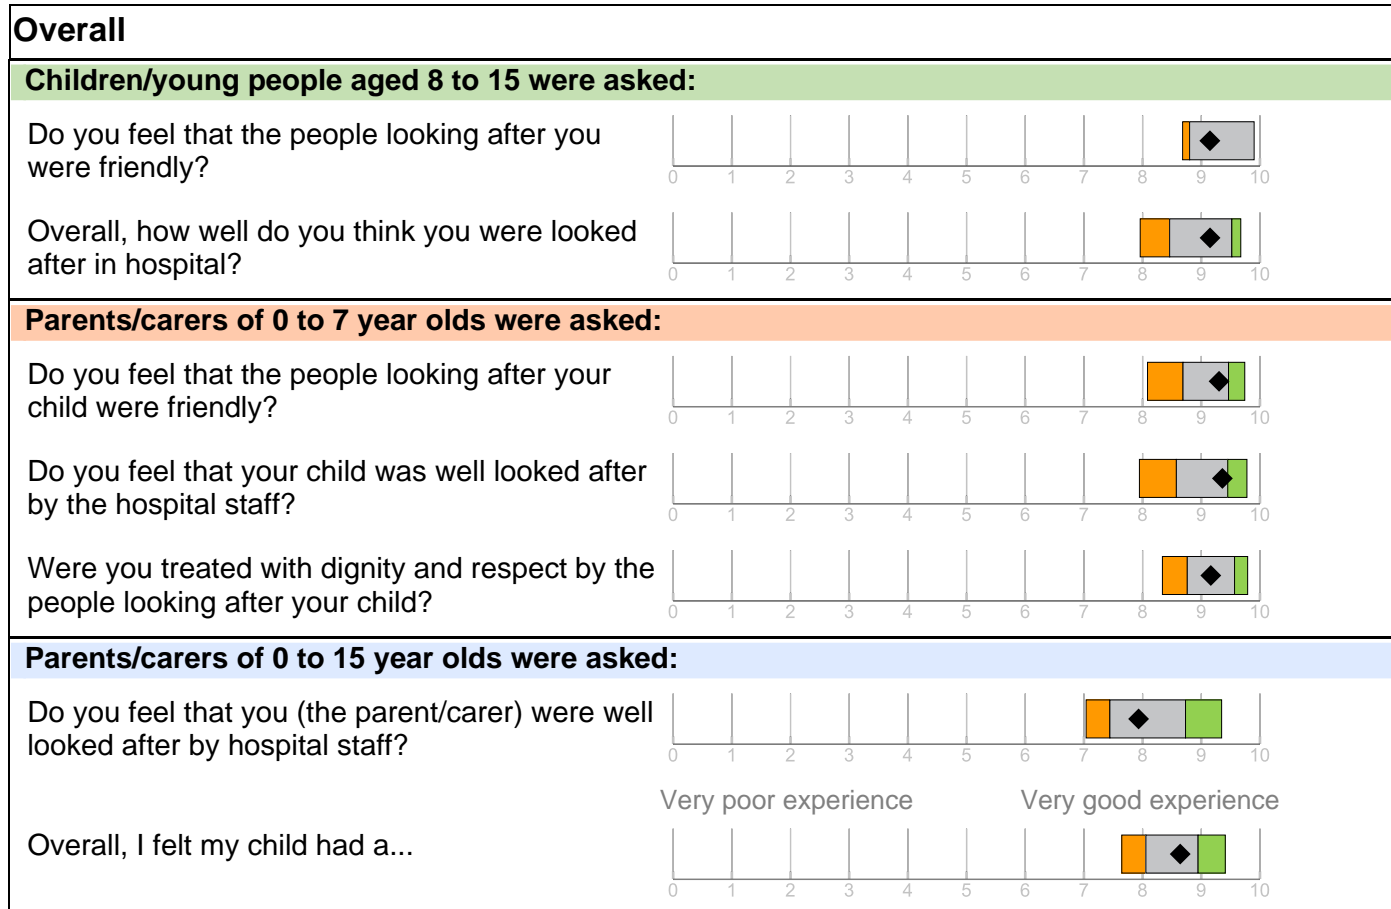 Overall
Children/young people aged 8 to 15 were asked:
Do you feel that the people looking after you
were friendly?
0 1 2 3 4 5 6 7 8 9 10
Overall, how well do you think you were looked
after in hospital?
0 1 2 3 4 5 6 7 8 9 10
Parents/carers of 0 to 7 year olds were asked:
Do you feel that the people looking after your
child were friendly?
0 1 2 3 4 5 6 7 8 9 10
Do you feel that your child was well looked after
by the hospital staff?
0 1 2 3 4 5 6 7 8 9 10
Were you treated with dignity and respect by the
people looking after your child?
0 1 2 3 4 5 6 7 8 9 10
Parents/carers of 0 to 15 year olds were asked:
Do you feel that you (the parent/carer) were well
looked after by hospital staff?
0 1 2 3 4 5 6 7 8 9 10
Very poor experience Very good experience
Overall, I felt my child had a...
0 1 2 3 4 5 6 7 8 9 10